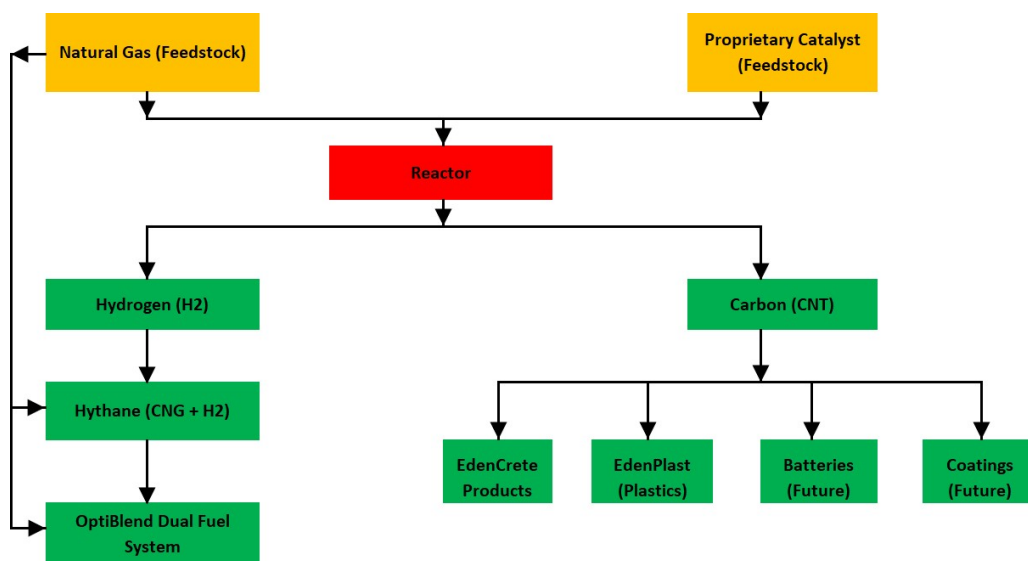 Natural Gas (Feedstock)
Proprietary Catalyst
(Feedstock)
Reactor
Hydrogen (H2)
Carbon (CNT)
Hythane (CNG + H2)
EdenCrete
Products
EdenPlast
(Plastics)
Batteries
(Future)
Coatings
(Future)
OptiBlend Dual Fuel
System